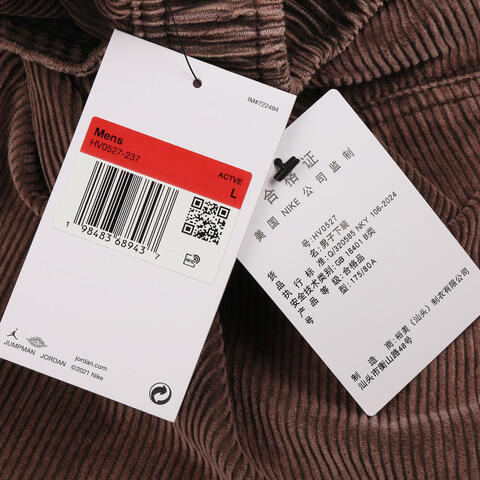 IM#722494
Mens
HV0527-237
ACTVE
L
1 98483 68943 7
JUMPMAN JORDAN
jordan.com
©2021 Nike
合格证
美国 NIKE 公司监制
货号:HV0527
品名:男子下装
执行标准:Q/320585 NKV 106-2024
安全技术类别:GB 18401 B类
产品等级:合格品
号型:175/80A
制造商:裕美(汕头)制衣有限公司
汕头市衡山路46号